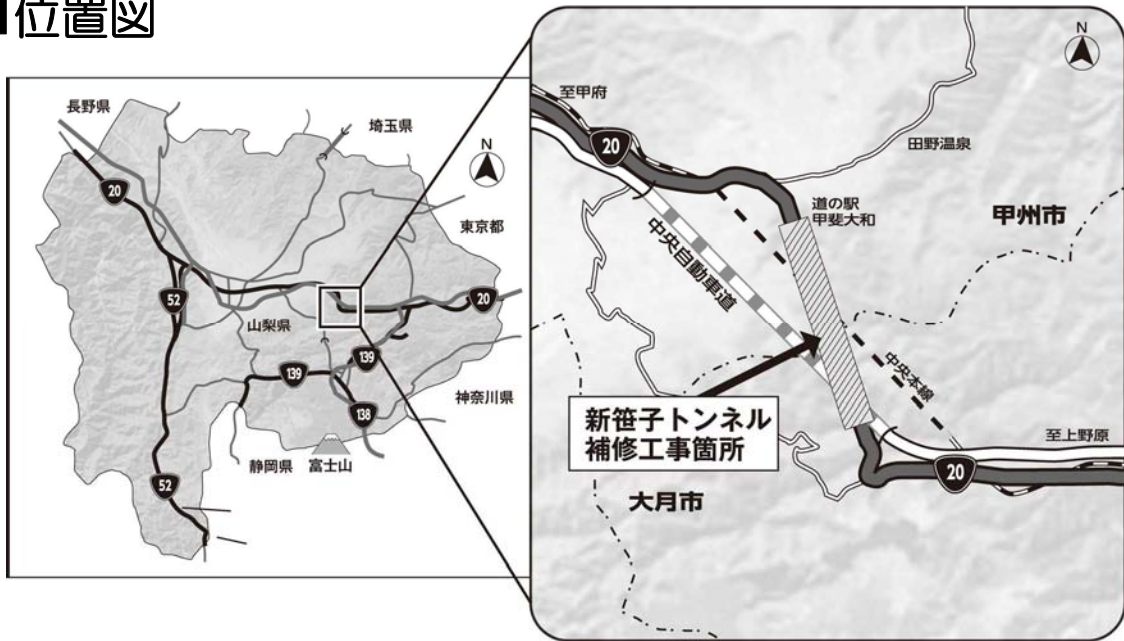 位置図
長野県
埼玉県
N
20
東京都
52
20
山梨県
139
139
神奈川県
138
静岡県
富士山
52
N
至甲府
20
田野温泉
道の駅
甲斐大和
甲州市
中央自動車道
中央本線
新笹子トンネル
補修工事箇所
至上野原
20
大月市